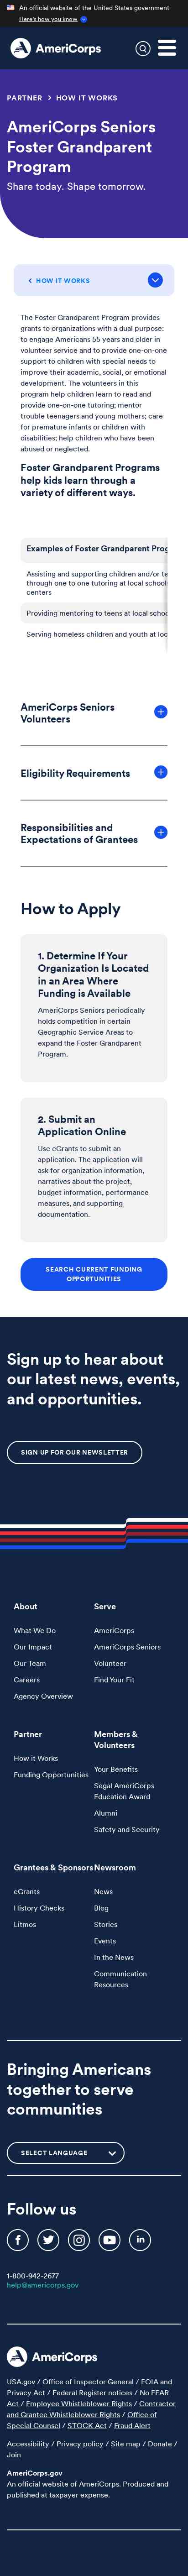 An official website of the United States government
Here's how you know
AmeriCorps
PARTNER > HOW IT WORKS
AmeriCorps Seniors
Foster Grandparent
Program
Share today. Shape tomorrow.
HOW IT WORKS
The Foster Grandparent Program provides
grants to organizations with a dual purpose:
to engage Americans 55 years and older in
volunteer service and to provide one-on-one
support to children with special needs to
improve their academic, social, or emotional
development. The volunteers in this
program help children learn to read and
provide one-on-one tutoring; mentor
trouble teenagers and young mothers; care
for premature infants or children with
disabilities; help children who have been
abused or neglected.
Foster Grandparent Programs
help kids learn through a
variety of different ways.
Examples of Foster Grandparent Prog
Assisting and supporting children and/or te
through one to one tutoring at local schools
centers
Providing mentoring to teens at local schoo
Serving homeless children and youth at loc
AmeriCorps Seniors
Volunteers
Eligibility Requirements
Responsibilities and
Expectations of Grantees
How to Apply
1. Determine If Your
Organization Is Located
in an Area Where
Funding is Available
AmeriCorps Seniors periodically
holds competition in certain
Geographic Service Areas to
expand the Foster Grandparent
Program.
2. Submit an
Application Online
Use eGrants to submit an
application. The application will
ask for organization information,
narratives about the project,
budget information, performance
measures, and supporting
documentation.
SEARCH CURRENT FUNDING
OPPORTUNITIES
Sign up to hear about
our latest news, events,
and opportunities.
SIGN UP FOR OUR NEWSLETTER
About
What We Do
Our Impact
Our Team
Careers
Agency Overview
Serve
AmeriCorps
AmeriCorps Seniors
Volunteer
Find Your Fit
Partner
How it Works
Funding Opportunities
Members &
Volunteers
Your Benefits
Segal AmeriCorps
Education Award
Alumni
Safety and Security
Grantees & Sponsors
eGrants
History Checks
Litmos
Newsroom
News
Blog
Stories
Events
In the News
Communication
Resources
Bringing Americans
together to serve
communities
SELECT LANGUAGE
Follow us
1-800-942-2677
help@americorps.gov
AmeriCorps
USA.gov / Office of Inspector General / FOIA and
Privacy Act / Federal Register notices / No FEAR
Act / Employee Whistleblower Rights / Contractor
and Grantee Whistleblower Rights / Office of
Special Counsel / STOCK Act / Fraud Alert
Accessibility / Privacy policy / Site map / Donate /
Join
AmeriCorps.gov
An official website of AmeriCorps. Produced and
published at taxpayer expense.